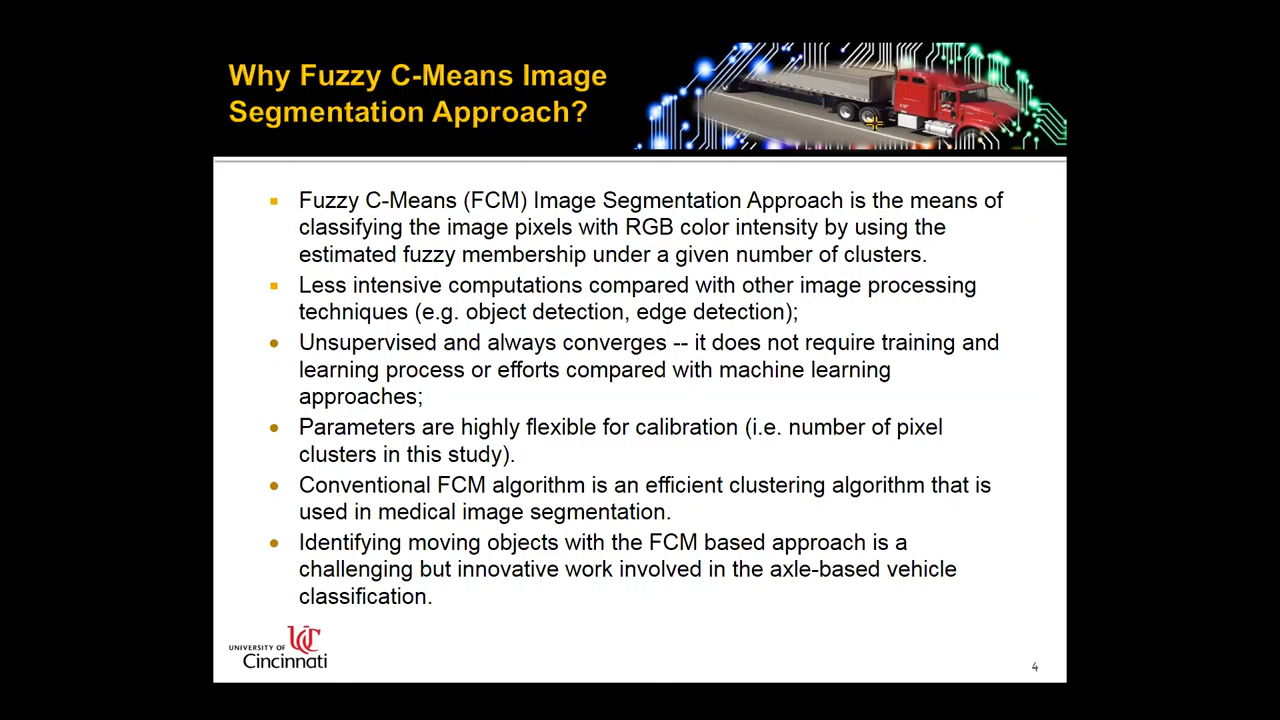 Why Fuzzy C-Means Image
Segmentation Approach?
Fuzzy C-Means (FCM) Image Segmentation Approach is the means of
classifying the image pixels with RGB color intensity by using the
estimated fuzzy membership under a given number of clusters.
Less intensive computations compared with other image processing
techniques (e.g. object detection, edge detection);
Unsupervised and always converges -- it does not require training and
learning process or efforts compared with machine learning
approaches;
Parameters are highly flexible for calibration (i.e. number of pixel
clusters in this study).
Conventional FCM algorithm is an efficient clustering algorithm that is
used in medical image segmentation.
Identifying moving objects with the FCM based approach is a
challenging but innovative work involved in the axle-based vehicle
classification.
UNIVERSITY OF
Cincinnati
4